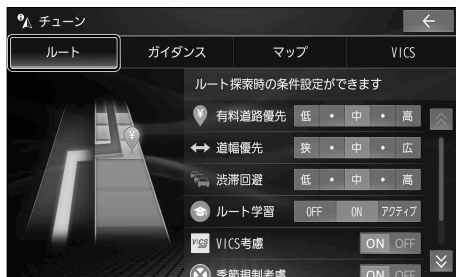 チューン
ルート ガイダンス マップ VICS
ルート探索時の条件設定ができます
¥ 有料道路優先 低 • 中 • 高
¥ 道幅優先 狭 • 中 • 広
渋滞回避 低 • 中 • 高
ルート学習 OFF ON アクティブ
VICS VICS考慮 ON OFF
季節規制考慮 ON OFF